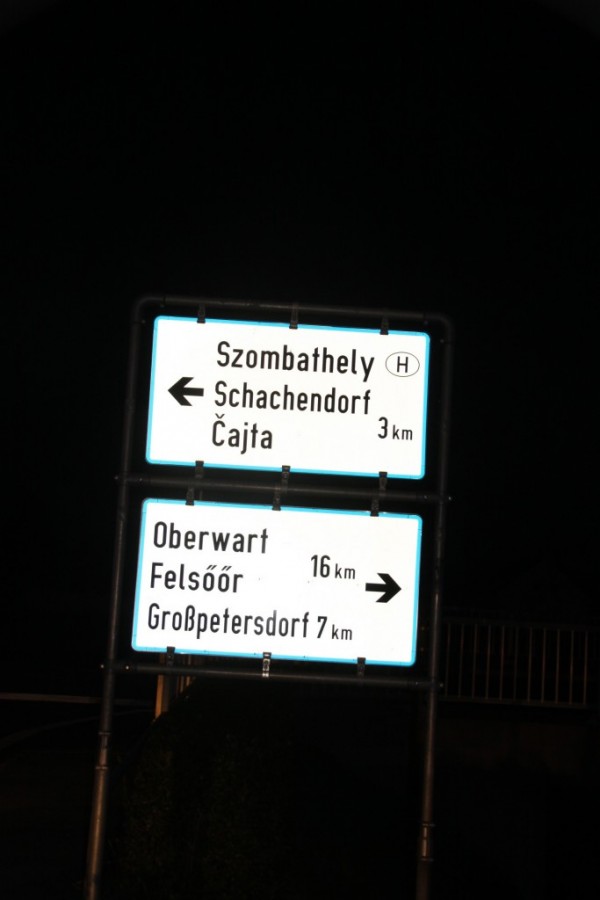 Szombathely H
Schachendorf
Čajta 3 km
Oberwart
Felsőőr 16 km
Großpetersdorf 7 km